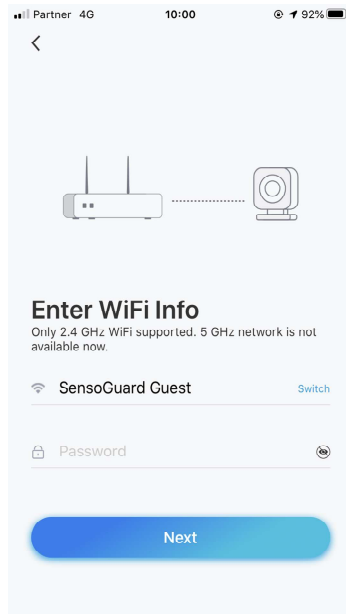 Partner 4G 10:00 92%
Enter WiFi Info
Only 2.4 GHz WiFi supported. 5 GHz network is not
available now.
SensoGuard Guest Switch
Password
Next